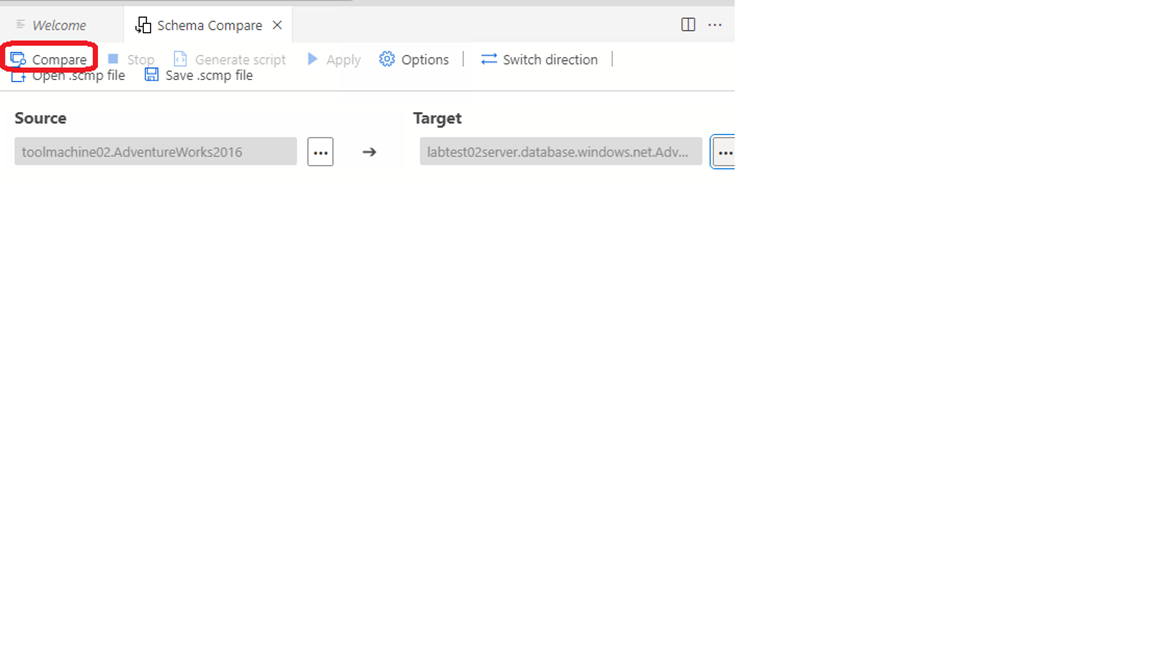 Welcome Schema Compare
Compare Stop Generate script Apply Options Switch direction
Open .scmp file Save .scmp file
Source Target
toolmachine02.AdventureWorks2016 labtest02server.database.windows.net.Adv...